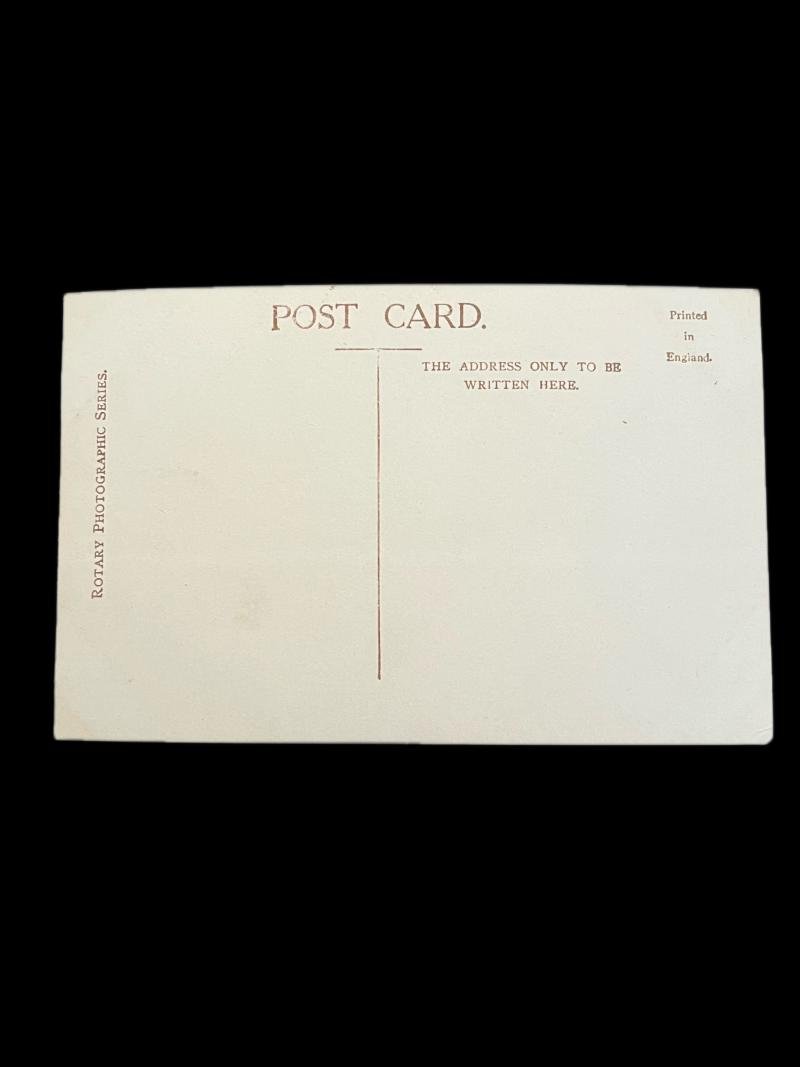 POST CARD.
Printed
in
England.
THE ADDRESS ONLY TO BE
WRITTEN HERE.
ROTARY PHOTOGRAPHIC SERIES.